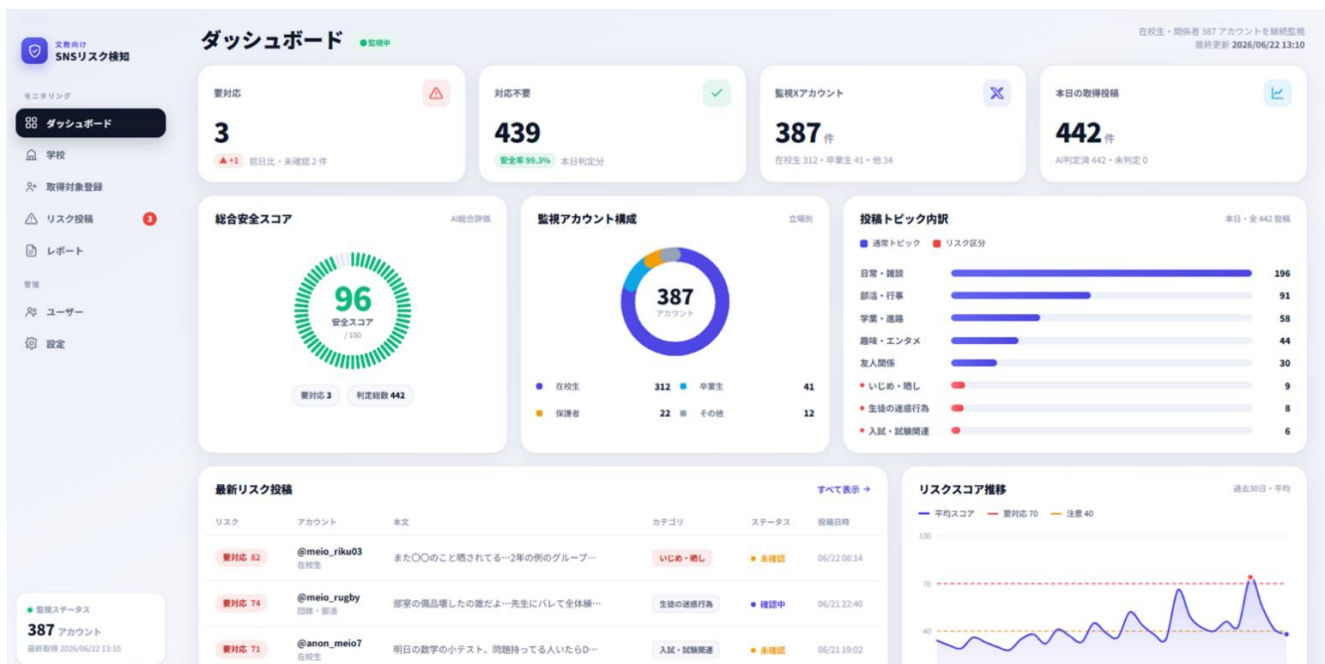 文教向け
SNSリスク検知
モニタリング
ダッシュボード
学校
取得対象登録
リスク投稿 3
レポート
管理
ユーザー
設定
監視ステータス
387 アカウント
最終取得 2026/06/22 13:10
ダッシュボード 監視中
在校生・関係者 387 アカウントを継続監視
最終更新 2026/06/22 13:10
要対応
3
▲+1 前日比・未確認 2 件
対応不要
439
安全率 99.3% 本日判定分
監視Xアカウント
387 件
在校生 312・卒業生 41・他 34
本日の取得投稿
442 件
AI判定済 442・未判定 0
総合安全スコア AI総合評価
96
安全スコア
/ 100
要対応 3 判定総数 442
監視アカウント構成 立場別
387
アカウント
在校生 312 卒業生 41
保護者 22 その他 12
投稿トピック内訳 本日・全 442 投稿
通常トピック リスク区分
日常・雑談 196
部活・行事 91
学業・進路 58
趣味・エンタメ 44
友人関係 30
いじめ・晒し 9
生徒の迷惑行為 8
入試・試験関連 6
最新リスク投稿 すべて表示 →
リスク アカウント 本文 カテゴリ ステータス 投稿日時
要対応 82 @meio_riku03 また〇〇のこと晒されてる…2年の例のグループ… いじめ・晒し 未確認 06/22 08:14
在校生
要対応 74 @meio_rugby 部室の備品壊したの誰だよ…先生にバレて全体練… 生徒の迷惑行為 確認中 06/21 22:40
団体・部活
要対応 71 @anon_meio7 明日の数学の小テスト、問題持ってる人いたらD… 入試・試験関連 未確認 06/21 19:02
在校生
リスクスコア推移 過去30日・平均
平均スコア 要対応 70 注意 40
100
70
40